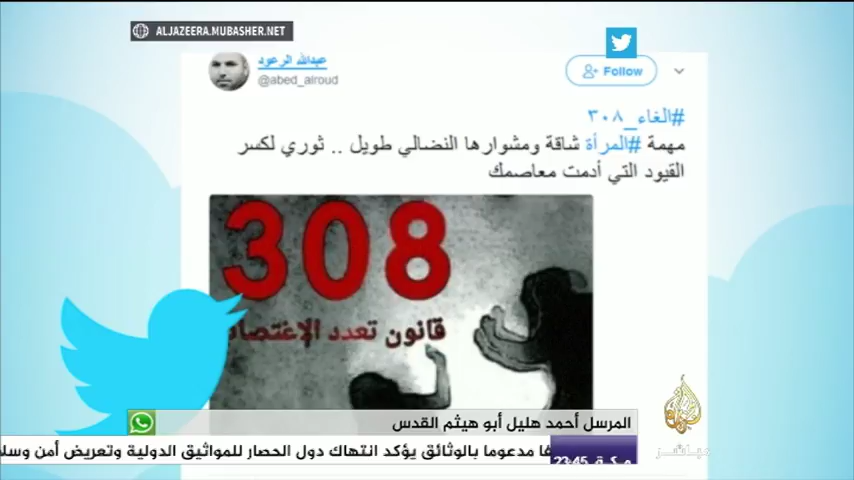 ALJAZEERA.MUBASHER.NET
عبدالله الرعود
@abed_alroud
Follow
#الغاء_٣٠٨
مهمة #المرأة شاقة ومشوارها النضالي طويل .. ثوري لكسر
القيود التي أدمت معاصمك
308
قانون تعدد الإغتصاب
المرسل أحمد هليل أبو هيثم القدس
مدعوما بالوثائق يؤكد انتهاك دول الحصار للمواثيق الدولية وتعريض أمن
مكة 23:45
مباشر